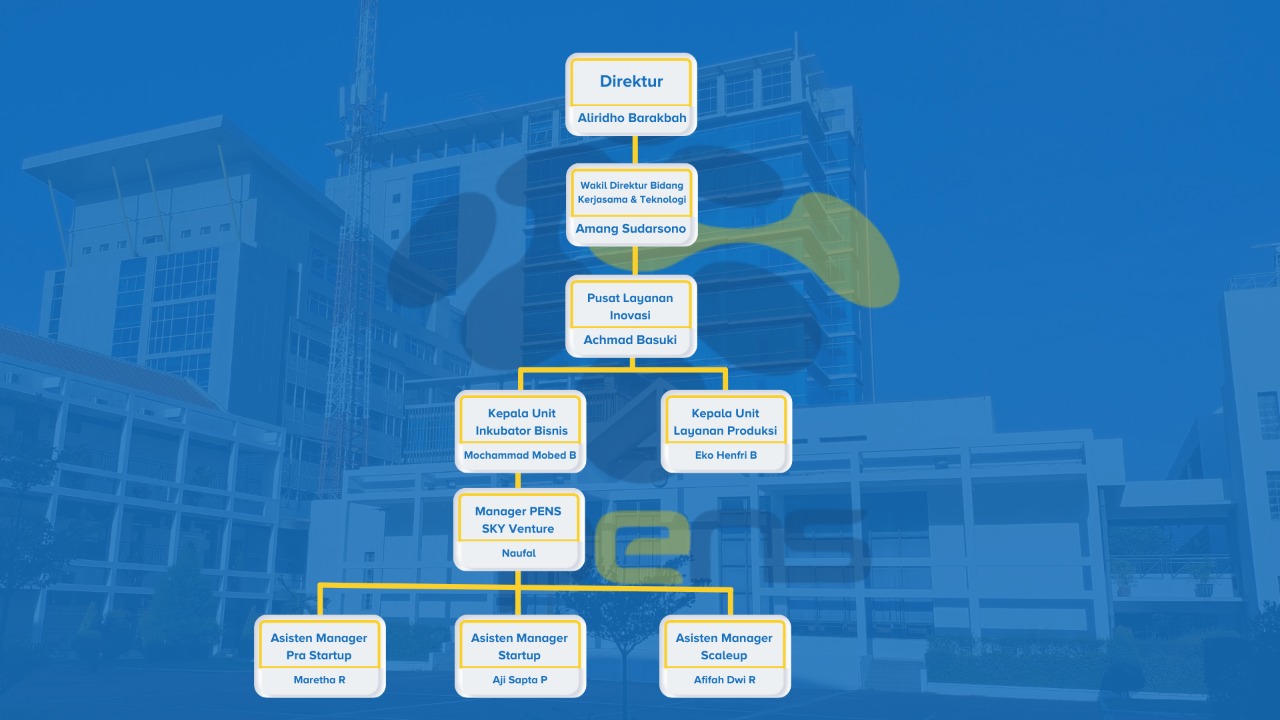 Direktur
Aliridho Barakbah
Wakil Direktur Bidang
Kerjasama & Teknologi
Amang Sudarsono
Pusat Layanan
Inovasi
Achmad Basuki
Kepala Unit
Inkubator Bisnis
Mochammad Mobed B
Kepala Unit
Layanan Produksi
Eko Henfri B
Manager PENS
SKY Venture
Naufal
ens
Asisten Manager
Pra Startup
Maretha R
Asisten Manager
Startup
Aji Sapta P
Asisten Manager
Scaleup
Afifah Dwi R